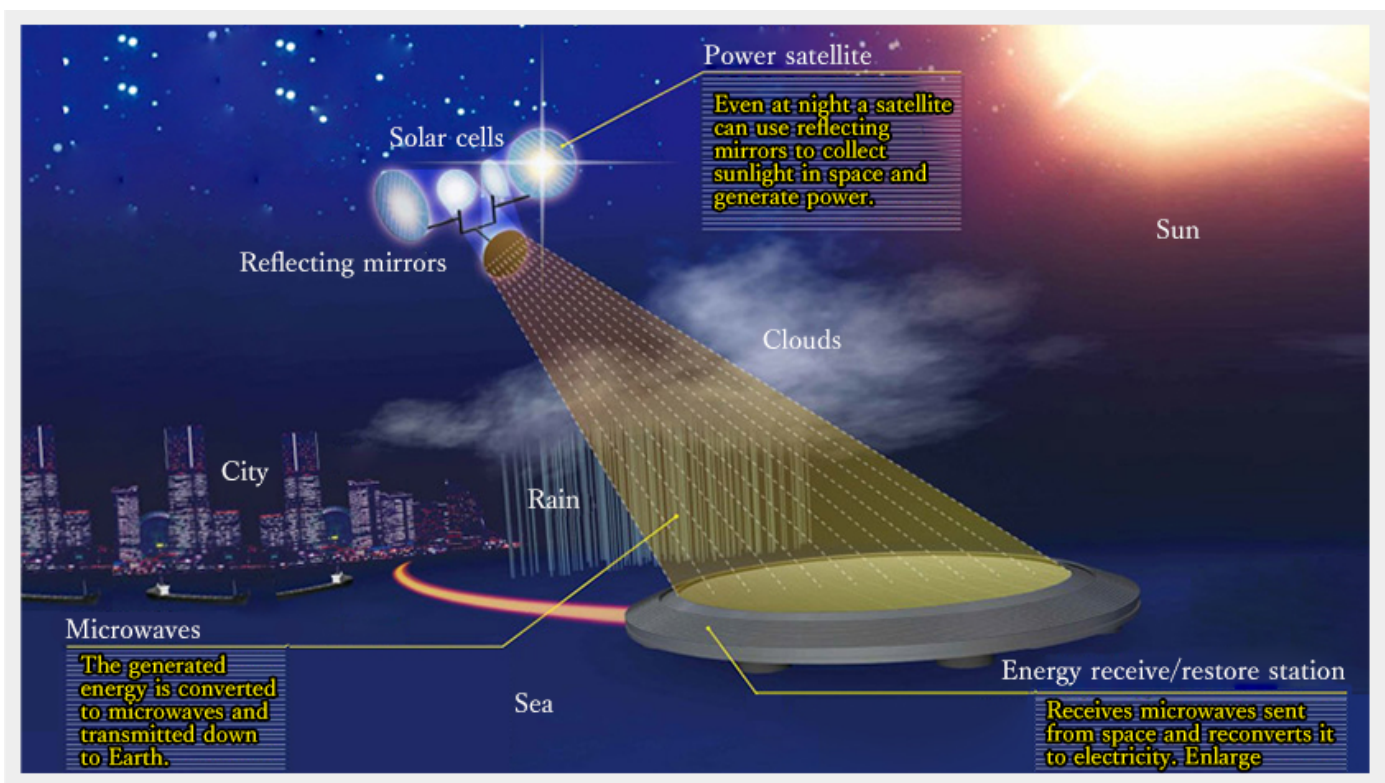 Power satellite
Even at night a satellite
can use reflecting
mirrors to collect
sunlight in space and
generate power.
Solar cells
Reflecting mirrors
Sun
Clouds
City
Rain
Microwaves
The generated
energy is converted
to microwaves and
transmitted down
to Earth.
Sea
Energy receive/restore station
Receives microwaves sent
from space and reconverts it
to electricity. Enlarge